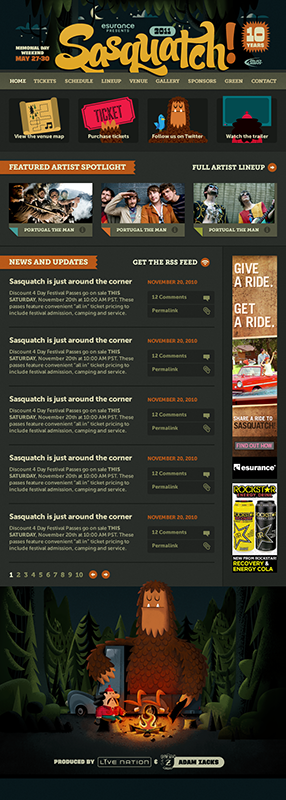 MEMORIAL DAY
WEEKEND
MAY 27-30
esurance
PRESENTS
2011
Sasquatch!
10
YEARS
HOME TICKETS SCHEDULE LINEUP VENUE GALLERY SPONSORS GREEN CONTACT
TICKET
View the venue map
Purchase tickets
Follow us on Twitter
Watch the trailer
FEATURED ARTIST SPOTLIGHT
FULL ARTIST LINEUP
PORTUGAL THE MAN
PORTUGAL THE MAN
PORTUGAL THE MAN
NEWS AND UPDATES
GET THE RSS FEED
Sasquatch is just around the corner
Discount 4 Day Festival Passes go on sale THIS
SATURDAY, November 20th at 10:00 AM PST. These
passes feature convenient "all in" ticket pricing to
include festival admission, camping and service.
NOVEMBER 20, 2010
12 Comments
Permalink
Sasquatch is just around the corner
Discount 4 Day Festival Passes go on sale THIS
SATURDAY, November 20th at 10:00 AM PST. These
passes feature convenient "all in" ticket pricing to
include festival admission, camping and service.
NOVEMBER 20, 2010
12 Comments
Permalink
Sasquatch is just around the corner
Discount 4 Day Festival Passes go on sale THIS
SATURDAY, November 20th at 10:00 AM PST. These
passes feature convenient "all in" ticket pricing to
include festival admission, camping and service.
NOVEMBER 20, 2010
12 Comments
Permalink
Sasquatch is just around the corner
Discount 4 Day Festival Passes go on sale THIS
SATURDAY, November 20th at 10:00 AM PST. These
passes feature convenient "all in" ticket pricing to
include festival admission, camping and service.
NOVEMBER 20, 2010
12 Comments
Permalink
Sasquatch is just around the corner
Discount 4 Day Festival Passes go on sale THIS
SATURDAY, November 20th at 10:00 AM PST. These
passes feature convenient "all in" ticket pricing to
include festival admission, camping and service.
NOVEMBER 20, 2010
12 Comments
Permalink
1 2 3 4 5 6 7 8 9 10
GIVE
A RIDE.
GET
A RIDE.
SHARE A RIDE TO
SASQUATCH!
FIND OUT HOW
esurance
ROCKSTAR
ENERGY DRINK
NEW FROM ROCKSTAR!
RECOVERY &
ENERGY COLA
PRODUCED BY LIVE NATION & ADAM ZACKS